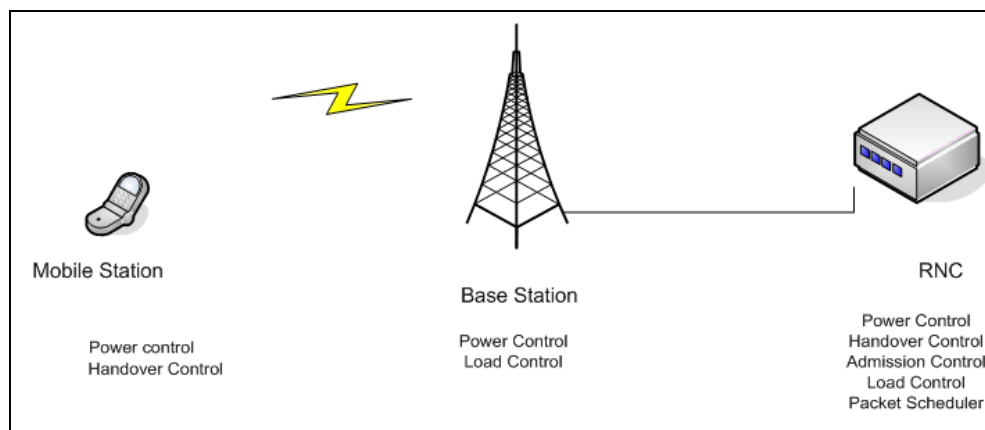 Mobile Station
Power control
Handover Control
Base Station
Power Control
Load Control
RNC
Power Control
Handover Control
Admission Control
Load Control
Packet Scheduler